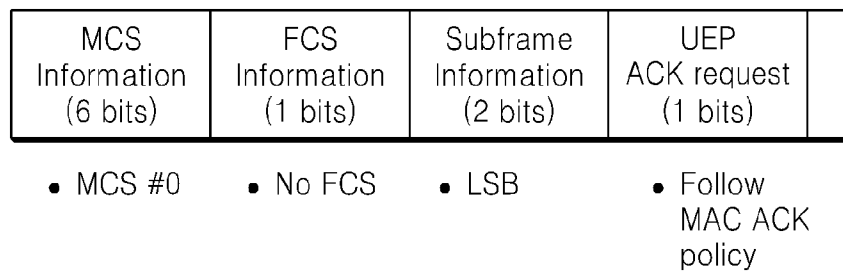 MCS
Information
(6 bits)
FCS
Information
(1 bits)
Subframe
Information
(2 bits)
UEP
ACK request
(1 bits)
• MCS #0
• No FCS
• LSB
• Follow
MAC ACK
policy